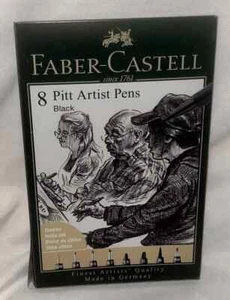 FABER-CASTELL
since 1761
8 Pitt Artist Pens
Black
Finest Artists' Quality
Made in Germany